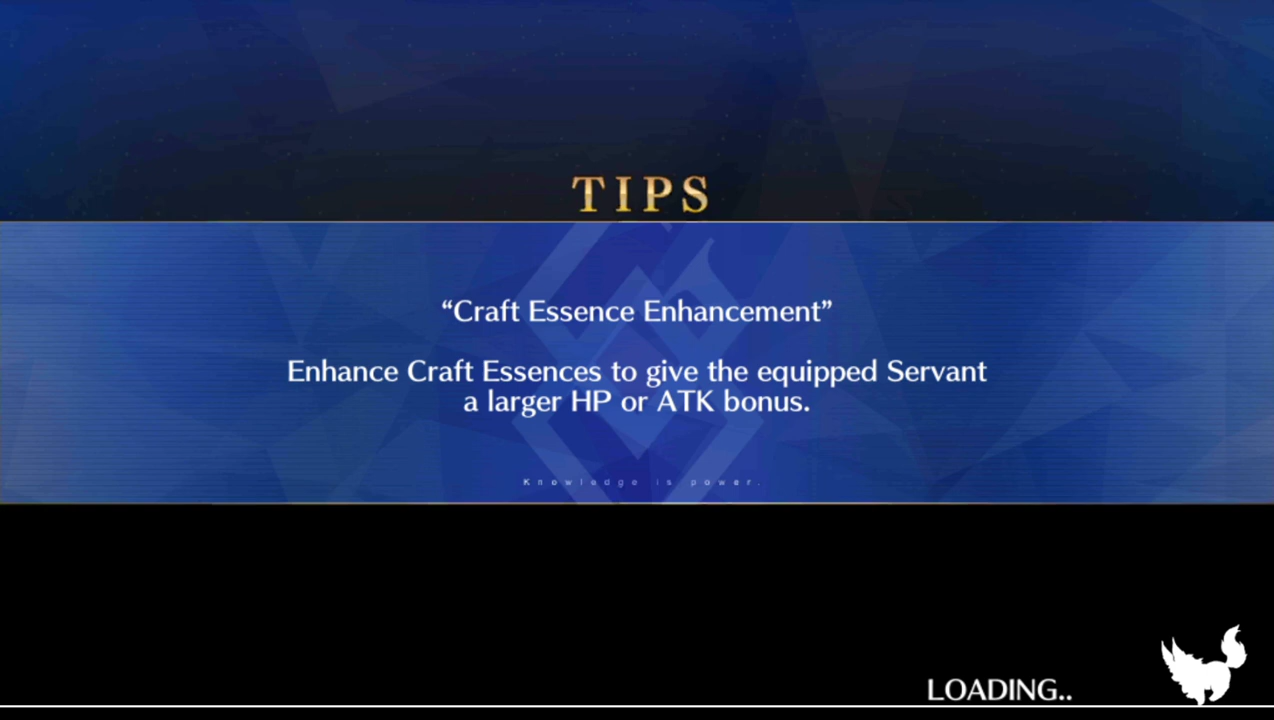 TIPS
“Craft Essence Enhancement”
Enhance Craft Essences to give the equipped Servant
a larger HP or ATK bonus.
Knowledge is power.
LOADING..